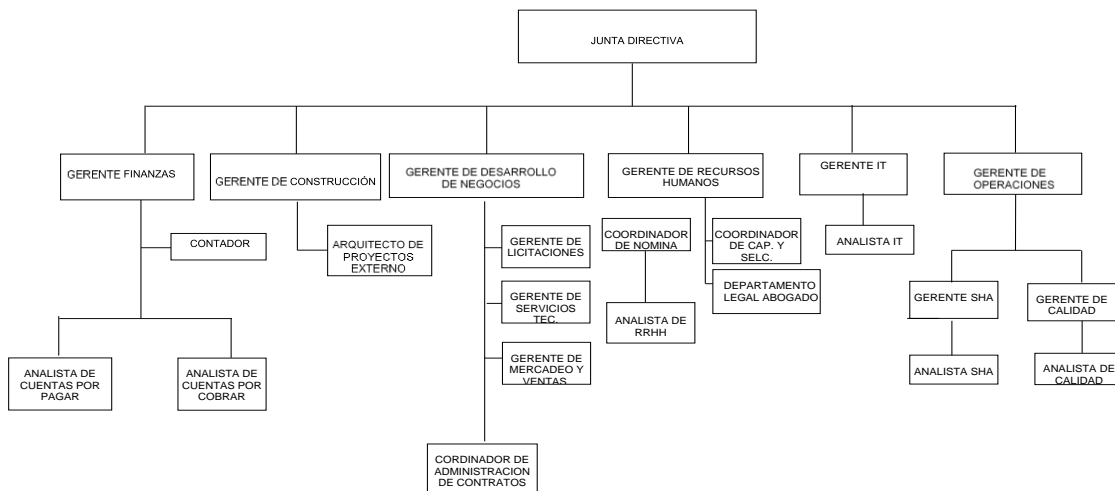 JUNTA DIRECTIVA
GERENTE FINANZAS
GERENTE DE CONSTRUCCIÓN
GERENTE DE DESARROLLO
DE NEGOCIOS
GERENTE DE RECURSOS
HUMANOS
GERENTE IT
GERENTE DE
OPERACIONES
CONTADOR
ARQUITECTO DE
PROYECTOS
EXTERNO
GERENTE DE
LICITACIONES
COORDINADOR
DE NOMINA
COORDINADOR
DE CAP. Y
SELC.
ANALISTA IT
GERENTE DE
SERVICIOS
TEC.
DEPARTAMENTO
LEGAL ABOGADO
GERENTE SHA
GERENTE DE
CALIDAD
ANALISTA DE
RRHH
ANALISTA DE
CUENTAS POR
PAGAR
ANALISTA DE
CUENTAS POR
COBRAR
GERENTE DE
MERCADEO Y
VENTAS
ANALISTA SHA
ANALISTA DE
CALIDAD
CORDINADOR DE
ADMINISTRACION
DE CONTRATOS